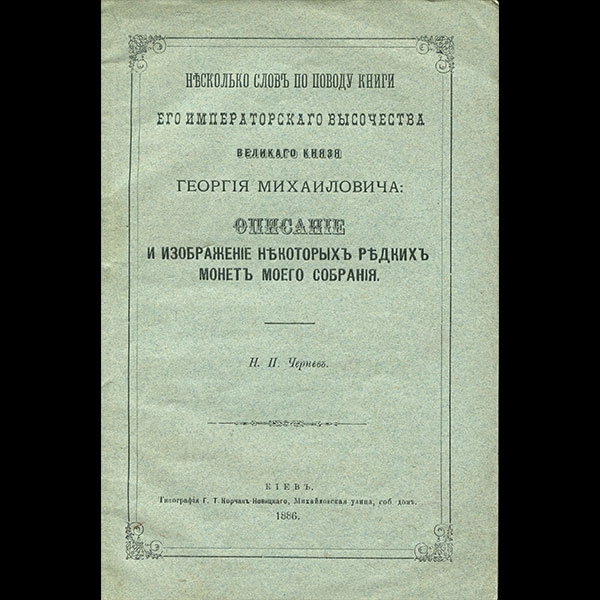 НѢСКОЛЬКО СЛОВЪ ПО ПОВОДУ КНИГИ
ЕГО ИМПЕРАТОРСКАГО ВЫСОЧЕСТВА
ВЕЛИКАГО КНЯЗЯ
ГЕОРГІЯ МИХАИЛОВИЧА:
ОПИСАНІЕ
И ИЗОБРАЖЕНІЕ НѢКОТОРЫХЪ РѢДКИХЪ
МОНЕТЪ МОЕГО СОБРАНІЯ.
Н. П. Черневъ.
КІЕВЪ.
Типографія Г. Т. Корчакъ-Новицкаго, Михайловская улица, соб. домъ.
1886.